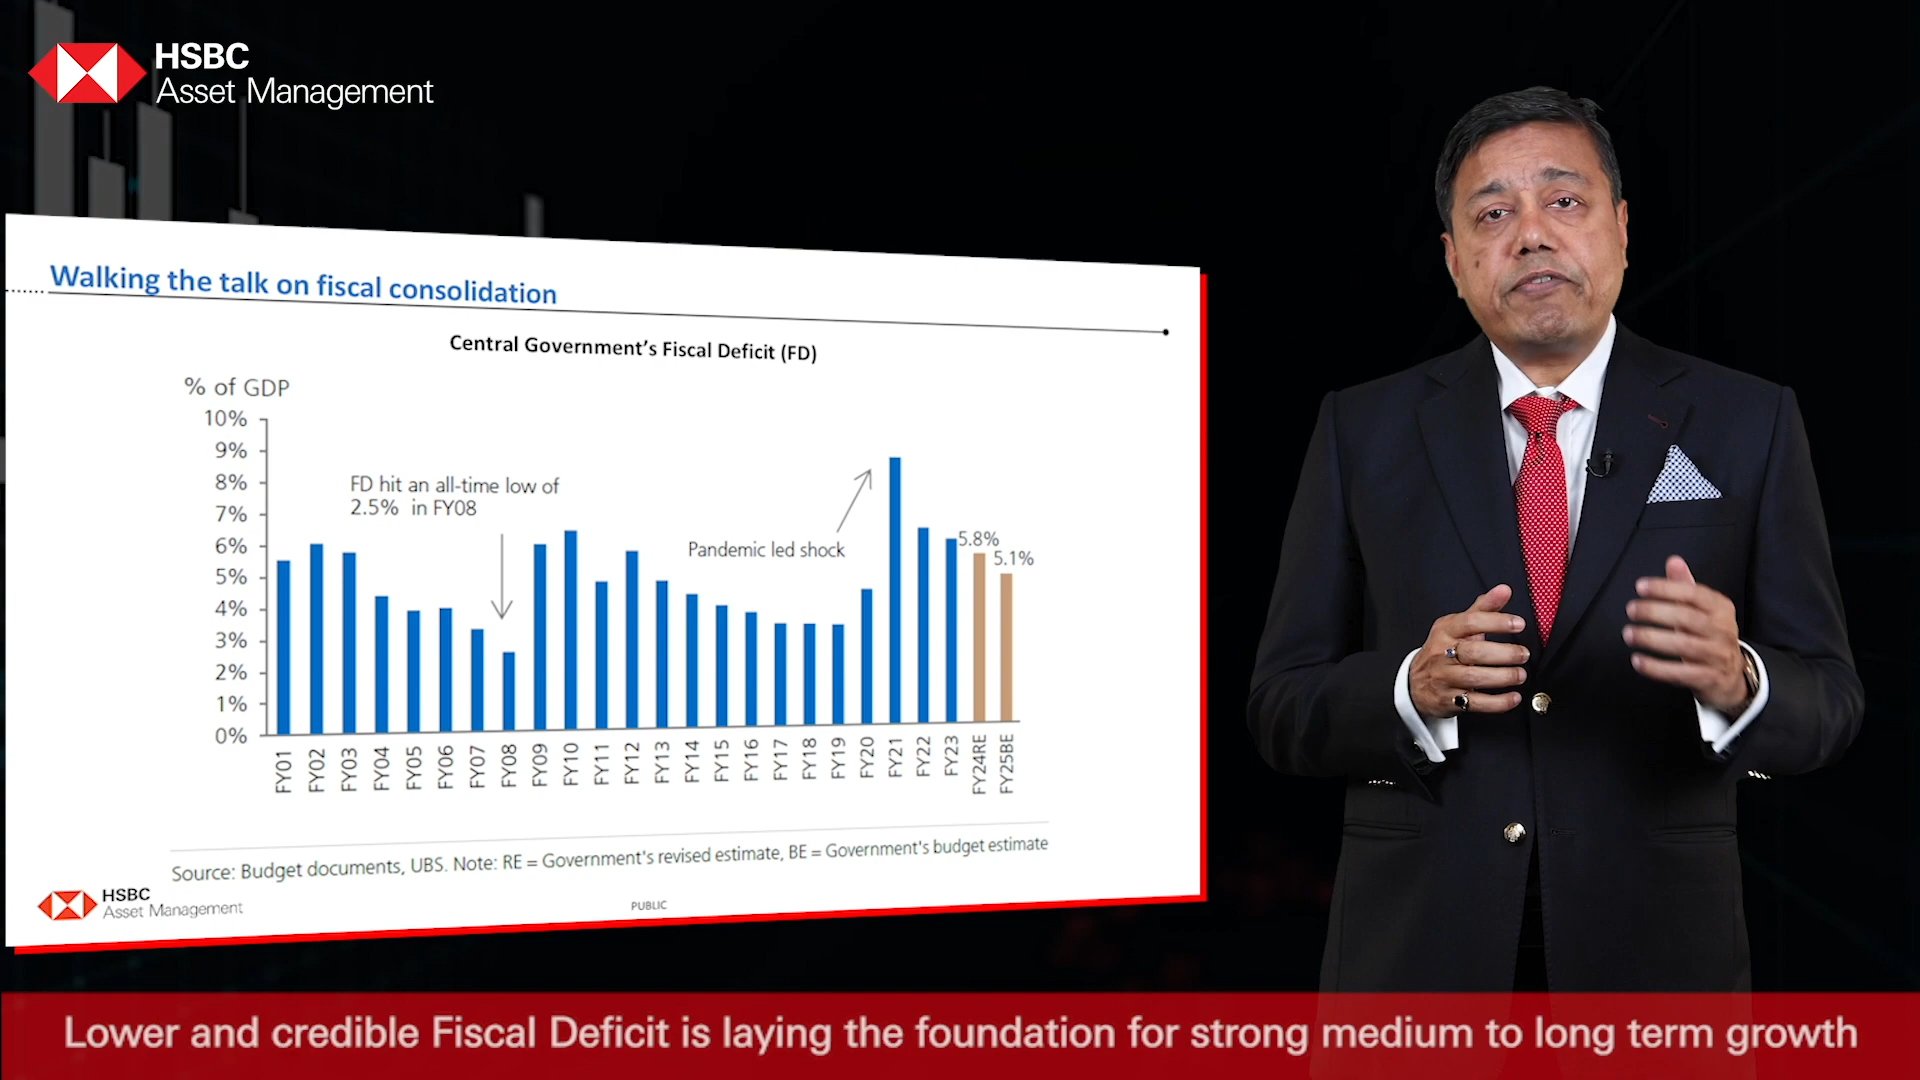 HSBC
Asset Management
Walking the talk on fiscal consolidation
Central Government's Fiscal Deficit (FD)
% of GDP
10%
9%
8%
7%
6%
5%
4%
3%
2%
1%
0%
FD hit an all-time low of
2.5% in FY08
Pandemic led shock
5.8%
5.1%
FY01
FY02
FY03
FY04
FY05
FY06
FY07
FY08
FY09
FY10
FY11
FY12
FY13
FY14
FY15
FY16
FY17
FY18
FY19
FY20
FY21
FY22
FY23
FY24RE
FY25BE
Source: Budget documents, UBS. Note: RE = Government's revised estimate, BE = Government's budget estimate
HSBC
Asset Management
PUBLIC
Lower and credible Fiscal Deficit is laying the foundation for strong medium to long term growth